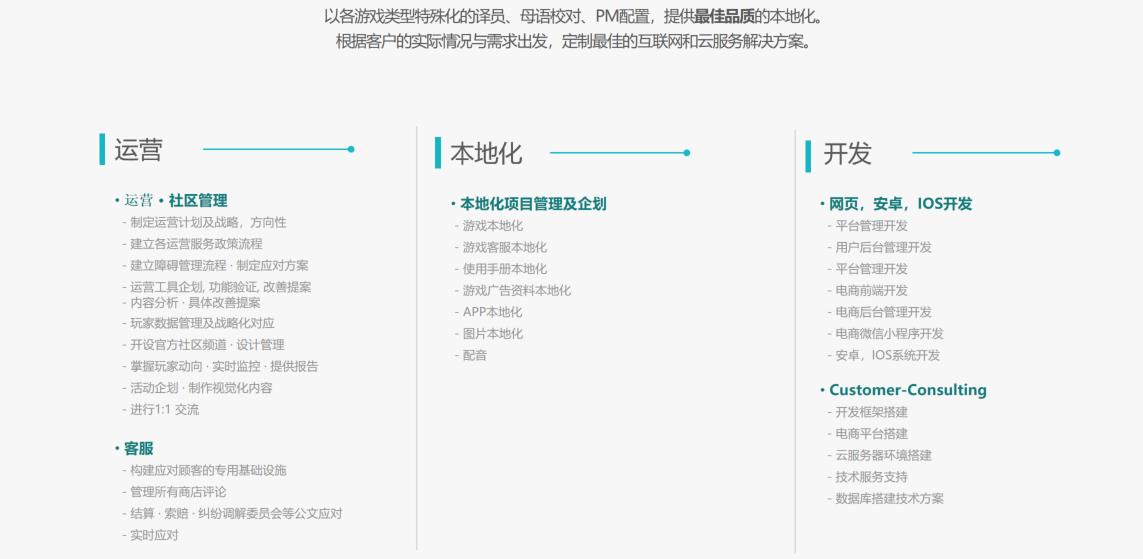 以各游戏类型特殊化的译员、母语校对、PM配置，提供最佳品质的本地化。
根据客户的实际情况与需求出发，定制最佳的互联网和云服务解决方案。
运营
• 运营 • 社区管理
- 制定运营计划及战略，方向性
- 建立各运营服务政策流程
- 建立障碍管理流程 · 制定应对方案
- 运营工具企划, 功能验证, 改善提案
- 内容分析 · 具体改善提案
- 玩家数据管理及战略化对应
- 开设官方社区频道 · 设计管理
- 掌握玩家动向 · 实时监控 · 提供报告
- 活动企划 · 制作视觉化内容
- 进行1:1 交流
• 客服
- 构建应对顾客的专用基础设施
- 管理所有商店评论
- 结算 · 索赔 · 纠纷调解委员会等公文应对
- 实时应对
本地化
• 本地化项目管理及企划
- 游戏本地化
- 游戏客服本地化
- 使用手册本地化
- 游戏广告资料本地化
- APP本地化
- 图片本地化
- 配音
开发
• 网页，安卓，IOS开发
- 平台管理开发
- 用户后台管理开发
- 平台管理开发
- 电商前端开发
- 电商后台管理开发
- 电商微信小程序开发
- 安卓，IOS系统开发
• Customer-Consulting
- 开发框架搭建
- 电商平台搭建
- 云服务器环境搭建
- 技术服务支持
- 数据库搭建技术方案